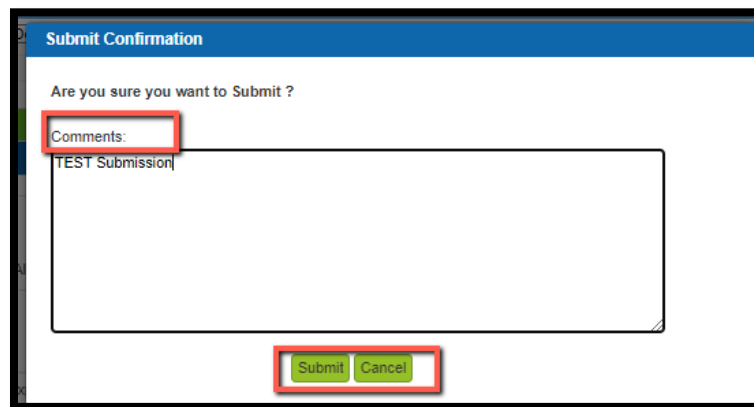 Submit Confirmation
Are you sure you want to Submit ?
Comments:
TEST Submission
Submit Cancel